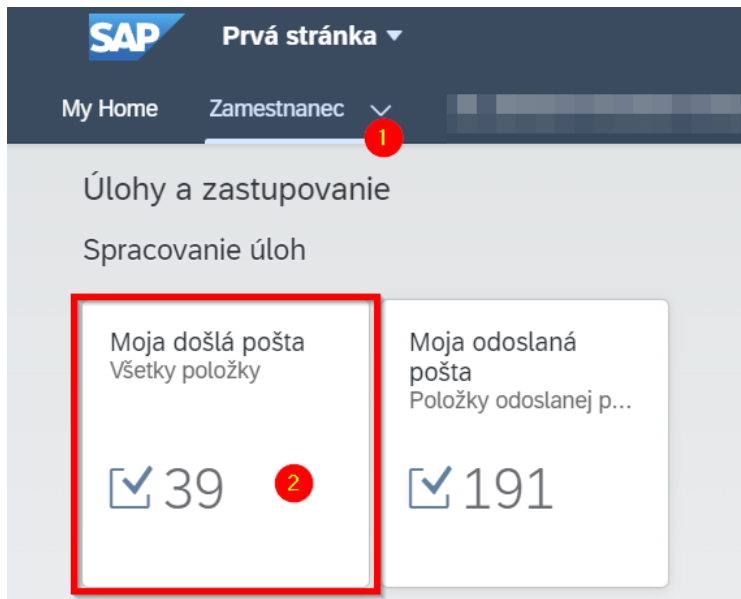 SAP Prvá stránka
My Home Zamestnanec
1
Úlohy a zastupovanie
Spracovanie úloh
Moja došlá pošta
Všetky položky
39
2
Moja odoslaná
pošta
Položky odoslanej p...
191